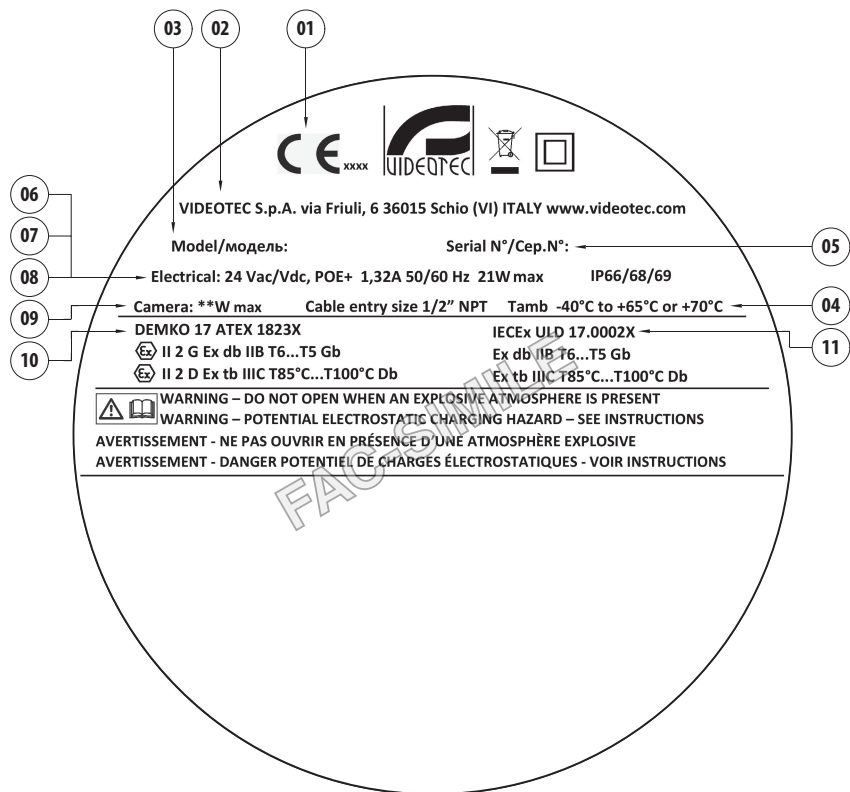 03 02 01
CE xxxx VIDEOTEC
06
VIDEOTEC S.p.A. via Friuli, 6 36015 Schio (VI) ITALY www.videotec.com
07
Model/модель: Serial N°/Сер.N°: 05
08 Electrical: 24 Vac/Vdc, POE+ 1,32A 50/60 Hz 21W max IP66/68/69
09 Camera: **W max Cable entry size 1/2” NPT Tamb -40°C to +65°C or +70°C 04
10 DEMKO 17 ATEX 1823X IECEx ULD 17.0002X 11
Ex II 2 G Ex db IIB T6...T5 Gb Ex db IIB T6...T5 Gb
Ex II 2 D Ex tb IIIC T85°C...T100°C Db Ex tb IIIC T85°C...T100°C Db
WARNING – DO NOT OPEN WHEN AN EXPLOSIVE ATMOSPHERE IS PRESENT
WARNING – POTENTIAL ELECTROSTATIC CHARGING HAZARD – SEE INSTRUCTIONS
AVERTISSEMENT - NE PAS OUVRIR EN PRÉSENCE D'UNE ATMOSPHÈRE EXPLOSIVE
AVERTISSEMENT - DANGER POTENTIEL DE CHARGES ÉLECTROSTATIQUES - VOIR INSTRUCTIONS
FAC-SIMILE